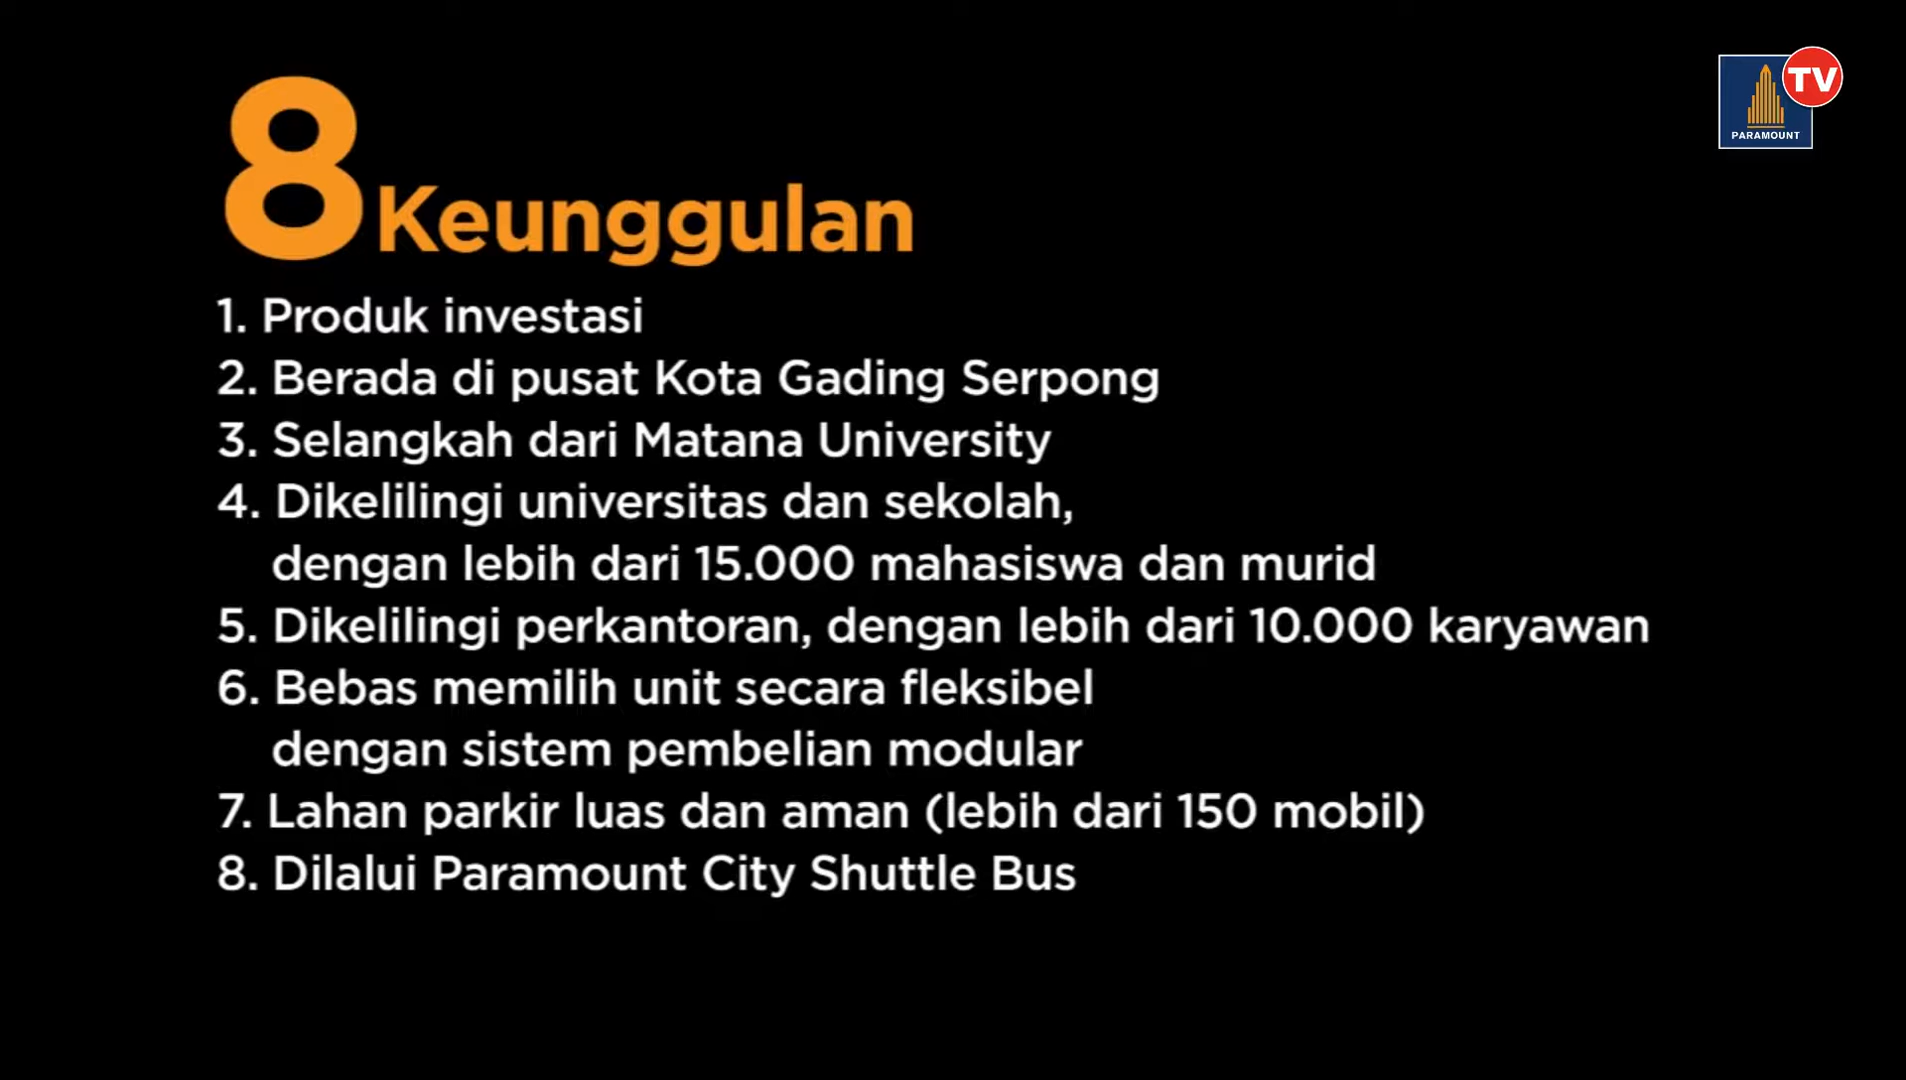 TV
PARAMOUNT
8 Keunggulan
1. Produk investasi
2. Berada di pusat Kota Gading Serpong
3. Selangkah dari Matana University
4. Dikelilingi universitas dan sekolah,
dengan lebih dari 15.000 mahasiswa dan murid
5. Dikelilingi perkantoran, dengan lebih dari 10.000 karyawan
6. Bebas memilih unit secara fleksibel
dengan sistem pembelian modular
7. Lahan parkir luas dan aman (lebih dari 150 mobil)
8. Dilalui Paramount City Shuttle Bus